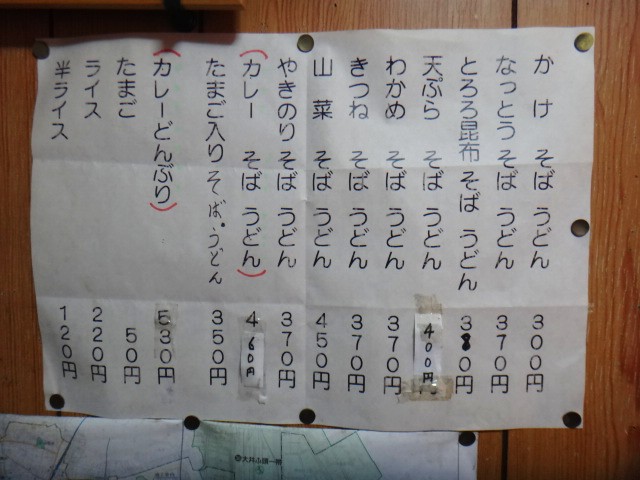 かけ そば うどん 300円
なっとう そば うどん 370円
とろろ昆布 そば うどん
天ぷら そば うどん 400円
わかめ そば うどん 370円
きつね そば うどん 370円
山菜 そば うどん 450円
やきのり そば うどん 370円
(カレー そば うどん) 460円
たまご入り そば・うどん 350円
(カレーどんぶり) 530円
たまご 50円
ライス 220円
半ライス 120円